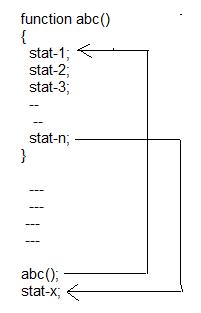 function abc()
{
stat-1;
stat-2;
stat-3;
--
--
stat-n;
}
---
---
---
---
abc();
stat-x;